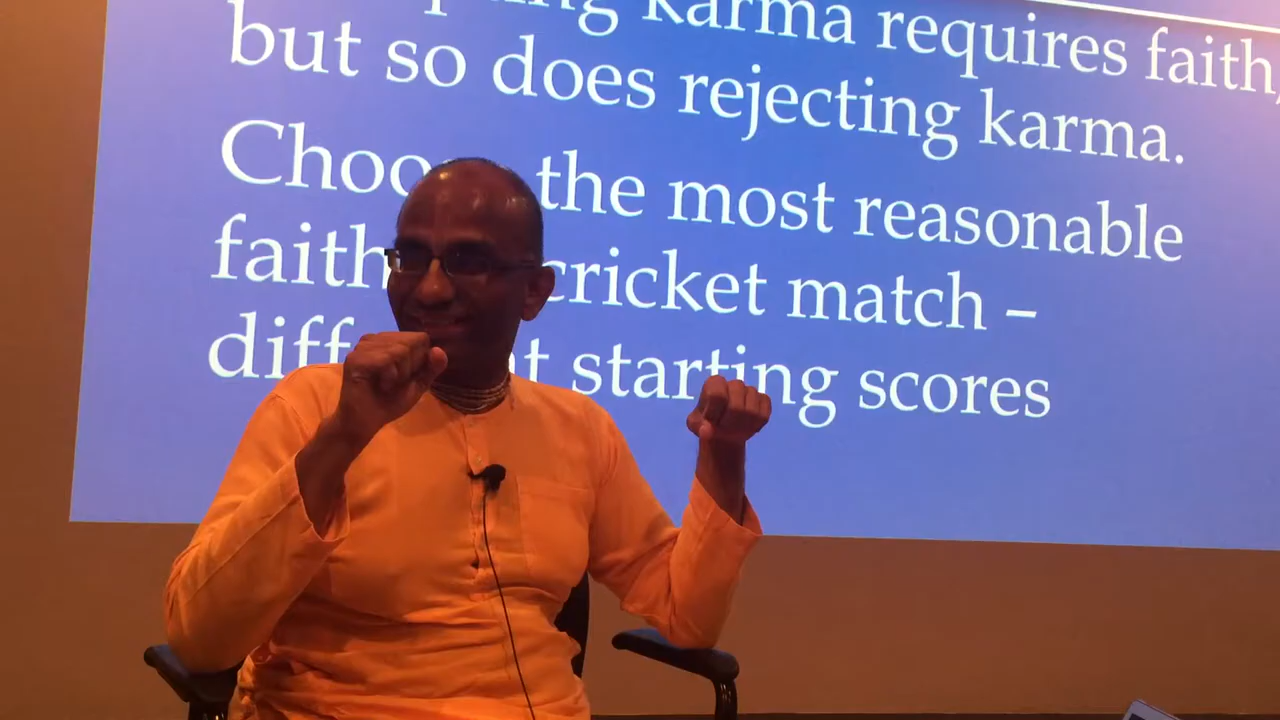 karma requires faith,
but so does rejecting karma.
the most reasonable
faith cricket match –
starting scores